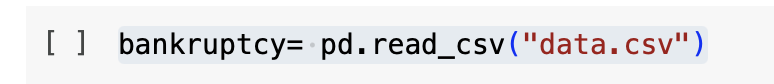 [ ] bankruptcy= pd.read_csv("data.csv")